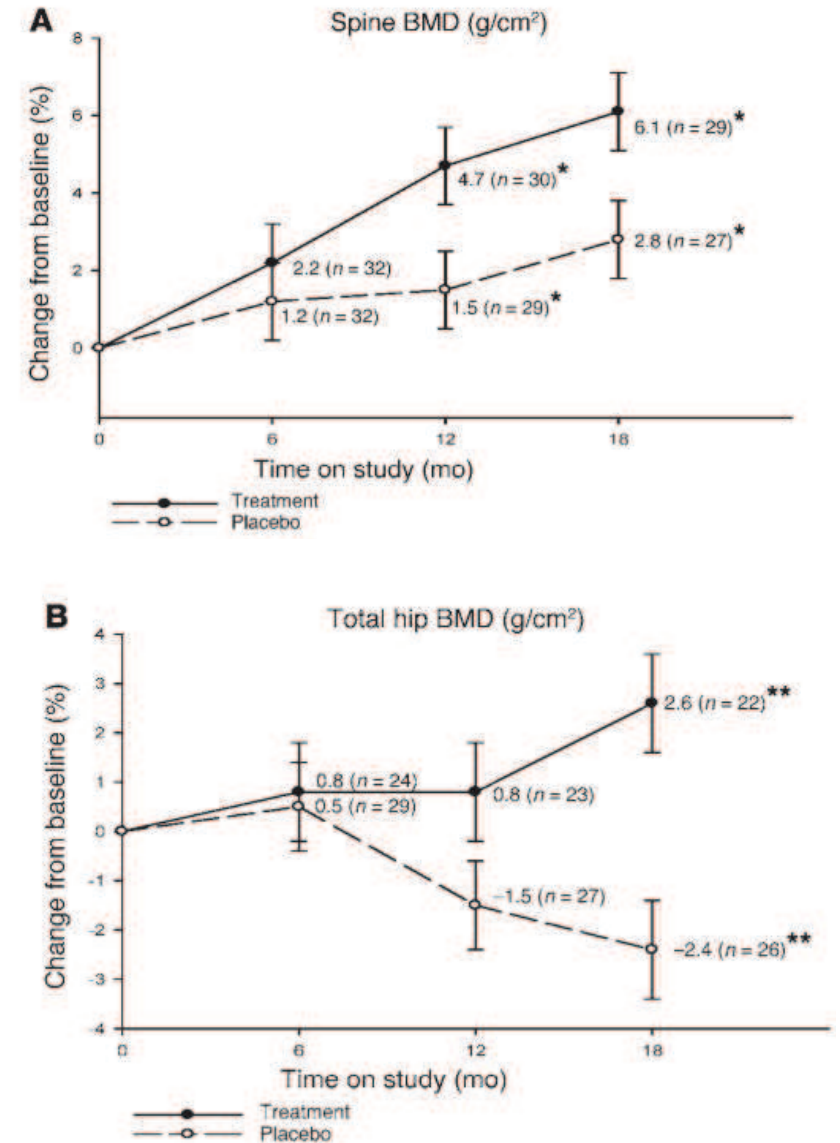 A
Spine BMD (g/cm²)
Change from baseline (%)
8
6
4
2
0
6.1 (n = 29)*
4.7 (n = 30)*
2.8 (n = 27)*
2.2 (n = 32)
1.2 (n = 32)
1.5 (n = 29)*
0 6 12 18
Time on study (mo)
Treatment
Placebo
B
Total hip BMD (g/cm²)
Change from baseline (%)
4
3
2
1
0
-1
-2
-3
-4
2.6 (n = 22)**
0.8 (n = 24)
0.5 (n = 29)
0.8 (n = 23)
–1.5 (n = 27)
–2.4 (n = 26)**
0 6 12 18
Time on study (mo)
Treatment
Placebo